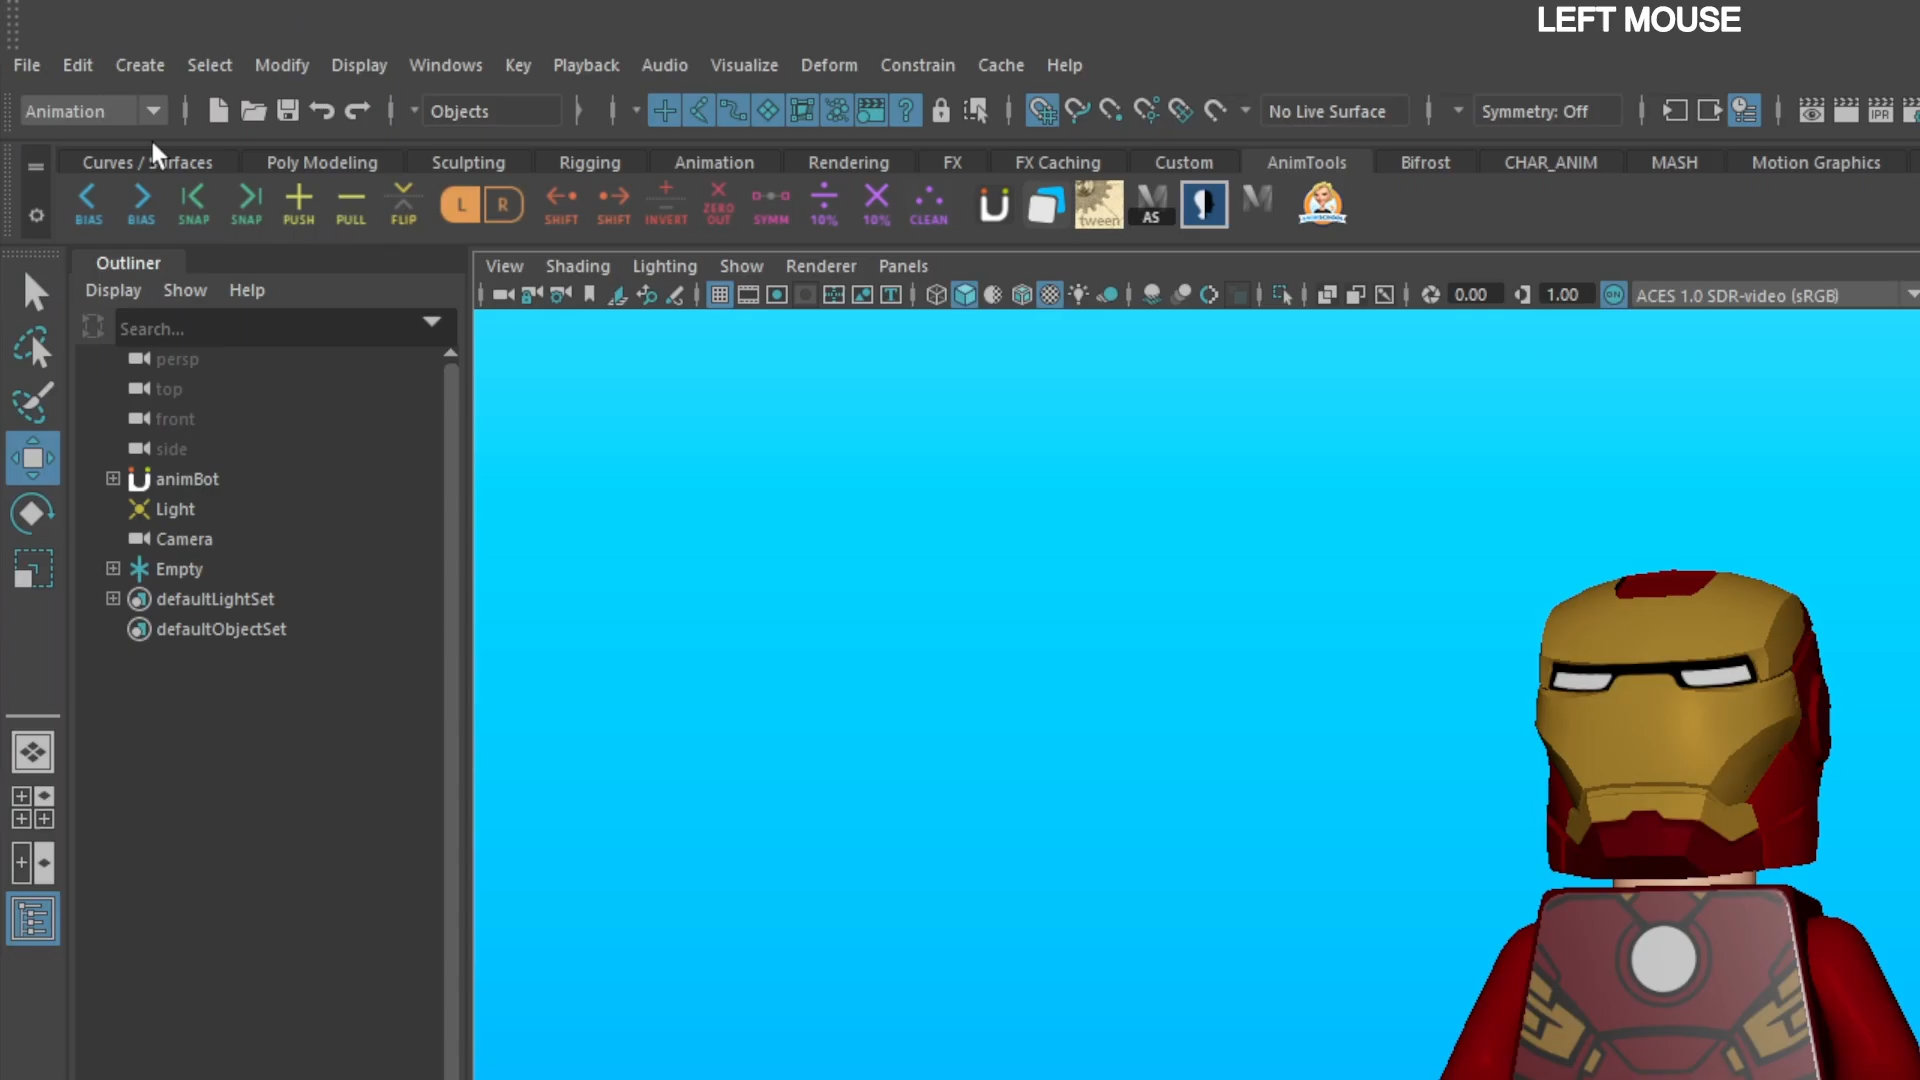 LEFT MOUSE
File Edit Create Select Modify Display Windows Key Playback Audio Visualize Deform Constrain Cache Help
Animation Objects No Live Surface Symmetry: Off IPR
Poly Modeling Sculpting Rigging Animation Rendering FX FX Caching Custom AnimTools Bifrost CHAR_ANIM MASH Motion Graphics
Curves / Surfaces
BIAS BIAS SNAP SNAP PUSH PULL FLIP L R SHIFT SHIFT INVERT ZERO OUT SYMM 10% 10% CLEAN tween AS
Outliner
View Shading Lighting Show Renderer Panels
Display Show Help
0.00 1.00 ON ACES 1.0 SDR-video (sRGB)
Search...
persp
top
front
side
animBot
Light
Camera
Empty
defaultLightSet
defaultObjectSet